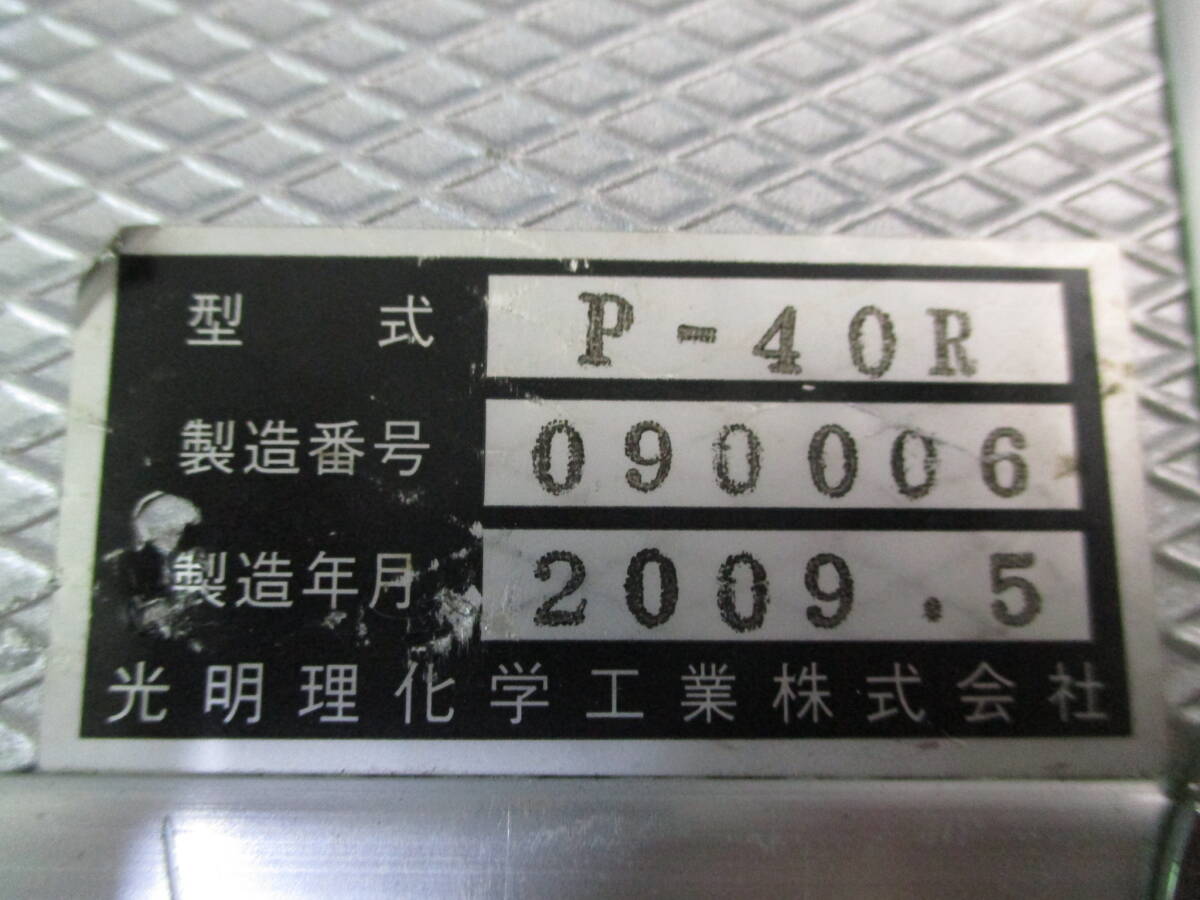 型式 P-40R
製造番号 090006
製造年月 2009.5
光明理化学工業株式会社